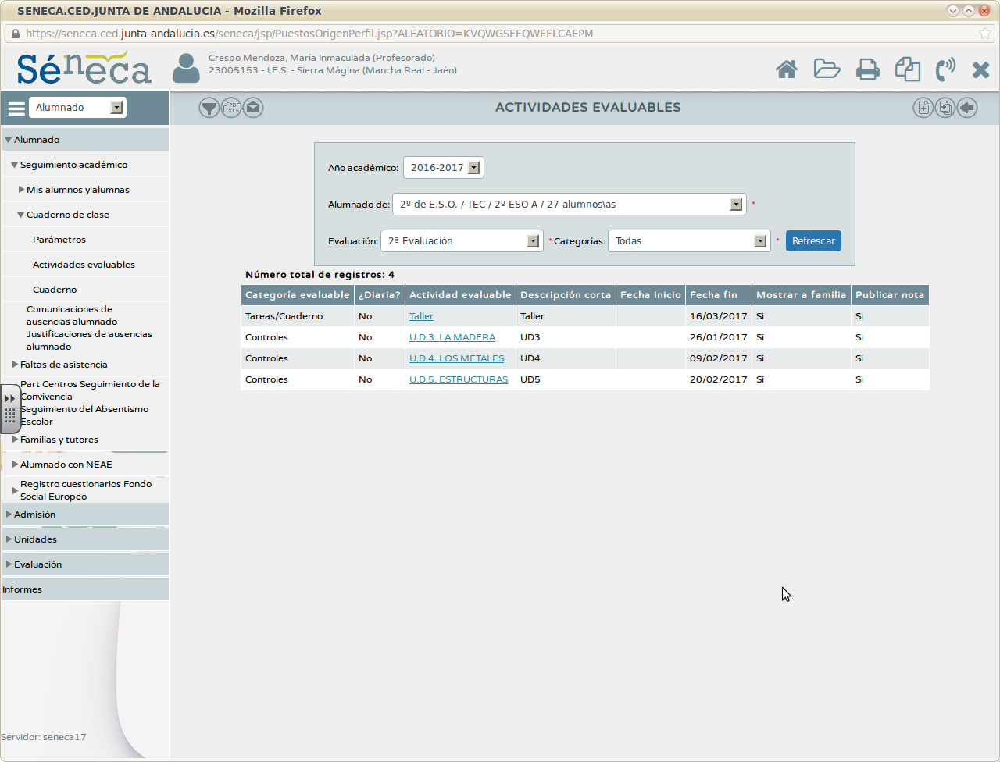 SENECA.CED.JUNTA DE ANDALUCIA - Mozilla Firefox
https://seneca.ced.junta-andalucia.es/seneca/jsp/PuestosOrigenPerfil.jsp?ALEATORIO=KVQWGSFFQWFFLCAEPM
Séneca
Crespo Mendoza, María Inmaculada (Profesorado)
23005153 - I.E.S. - Sierra Mágina (Mancha Real - Jaén)
Alumnado
PDF
XLS
ACTIVIDADES EVALUABLES
Alumnado
Seguimiento académico
Mis alumnos y alumnas
Cuaderno de clase
Parámetros
Actividades evaluables
Cuaderno
Comunicaciones de
ausencias alumnado
Justificaciones de ausencias
alumnado
Faltas de asistencia
Part Centros Seguimiento de la
Convivencia
Seguimiento del Absentismo
Escolar
Familias y tutores
Alumnado con NEAE
Registro cuestionarios Fondo
Social Europeo
Admisión
Unidades
Evaluación
Informes
Servidor: seneca17
Año académico: 2016-2017
Alumnado de: 2º de E.S.O. / TEC / 2º ESO A / 27 alumnos\as *
Evaluación: 2ª Evaluación * Categorías: Todas * Refrescar
Número total de registros: 4
Categoría evaluable ¿Diaria? Actividad evaluable Descripción corta Fecha inicio Fecha fin Mostrar a familia Publicar nota
Tareas/Cuaderno No Taller Taller 16/03/2017 Si Si
Controles No U.D.3. LA MADERA UD3 26/01/2017 Si Si
Controles No U.D.4. LOS METALES UD4 09/02/2017 Si Si
Controles No U.D.5. ESTRUCTURAS UD5 20/02/2017 Si Si